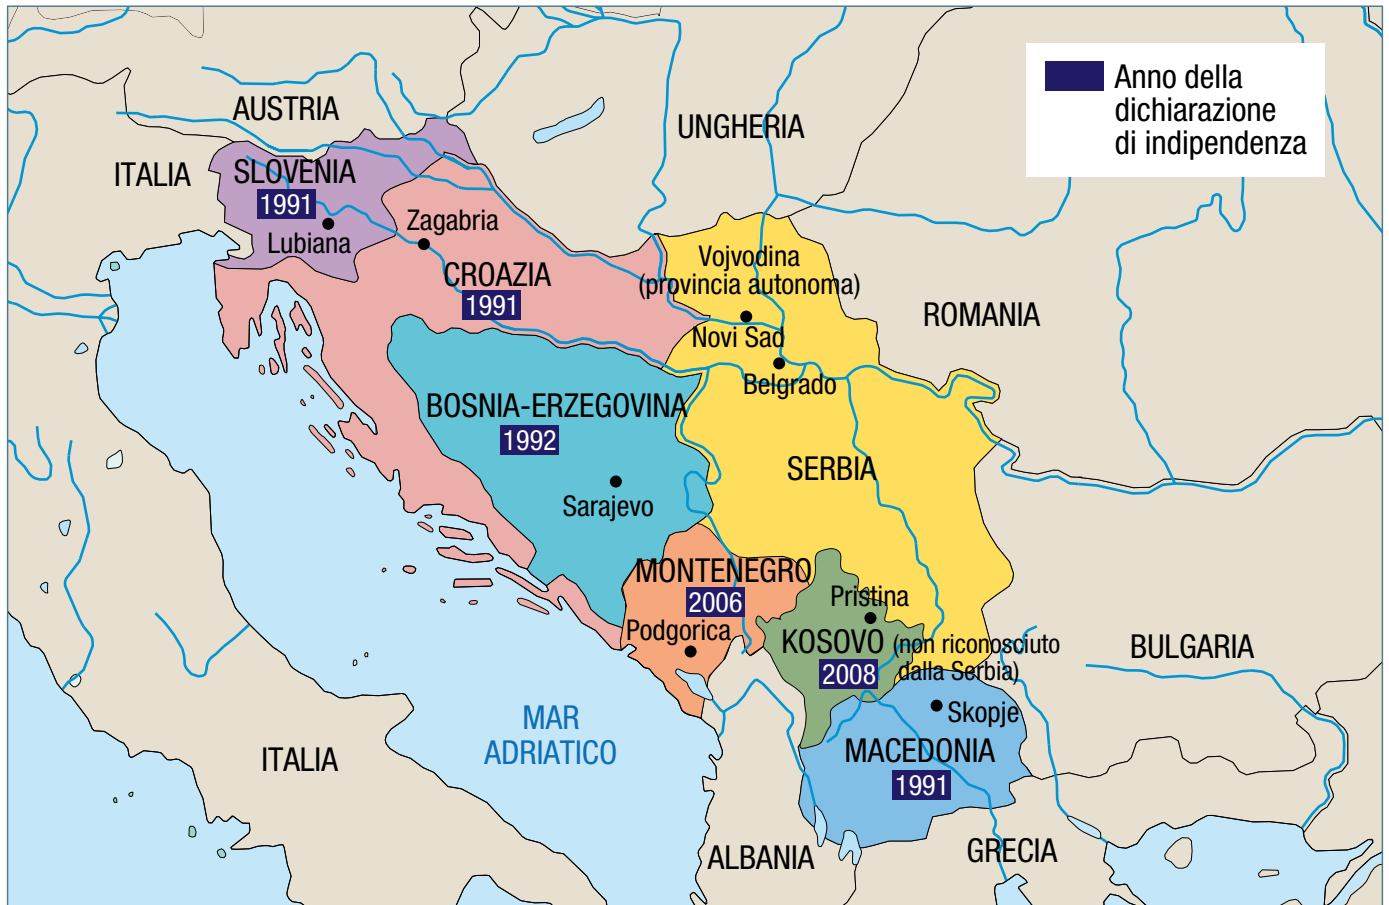 Anno della
dichiarazione
di indipendenza
AUSTRIA
UNGHERIA
ITALIA
SLOVENIA
1991
Lubiana
Zagabria
CROAZIA
1991
Vojvodina
(provincia autonoma)
Novi Sad
Belgrado
ROMANIA
BOSNIA-ERZEGOVINA
1992
Sarajevo
SERBIA
MONTENEGRO
2006
Podgorica
Pristina
KOSOVO (non riconosciuto
2008 dalla Serbia)
BULGARIA
Skopje
MACEDONIA
1991
MAR
ADRIATICO
ITALIA
ALBANIA
GRECIA